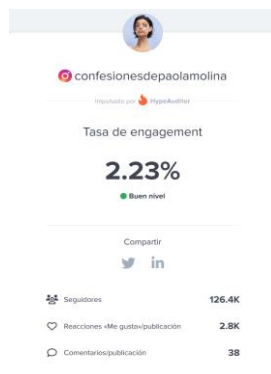 confesionesdepaolamolina
Impulsado por HypeAuditor
Tasa de engagement
2.23%
Buen nivel
Compartir
Seguidores 126.4K
Reacciones «Me gusta»/publicación 2.8K
Comentarios/publicación 38